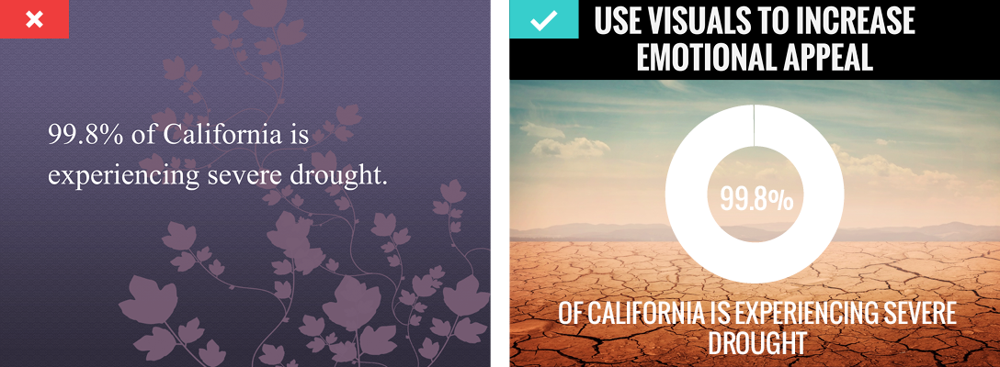 99.8% of California is
experiencing severe drought.
USE VISUALS TO INCREASE
EMOTIONAL APPEAL
99.8%
OF CALIFORNIA IS EXPERIENCING SEVERE
DROUGHT